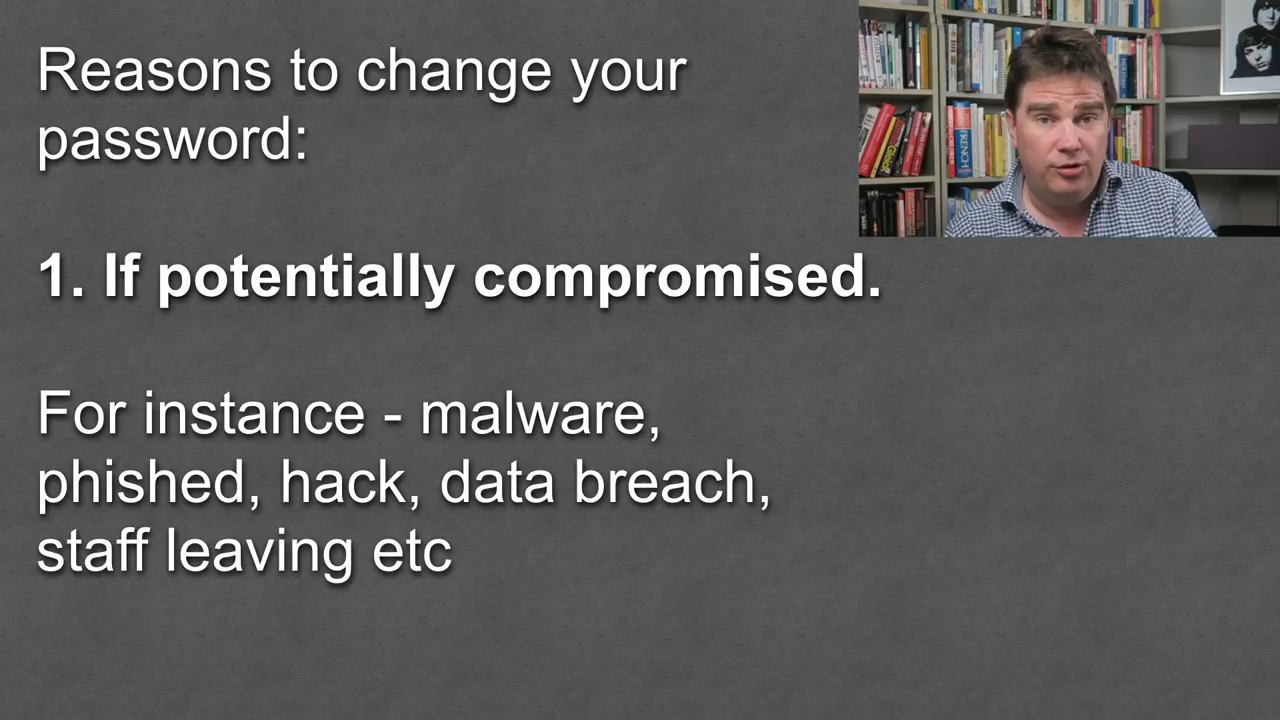 Reasons to change your
password:
1. If potentially compromised.
For instance - malware,
phished, hack, data breach,
staff leaving etc
FRENCH